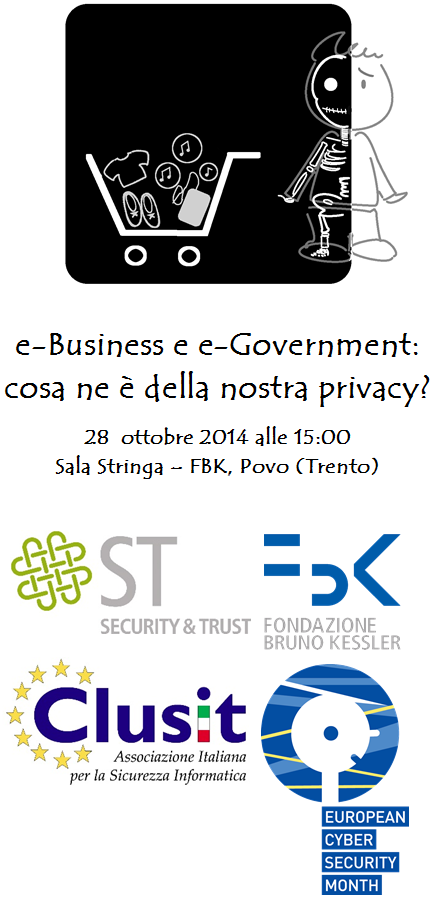 e-Business e e-Government:
cosa ne è della nostra privacy?
28 ottobre 2014 alle 15:00
Sala Stringa – FBK, Povo (Trento)
ST
SECURITY & TRUST
FBK
FONDAZIONE
BRUNO KESSLER
Clusit
Associazione Italiana
per la Sicurezza Informatica
EUROPEAN
CYBER
SECURITY
MONTH